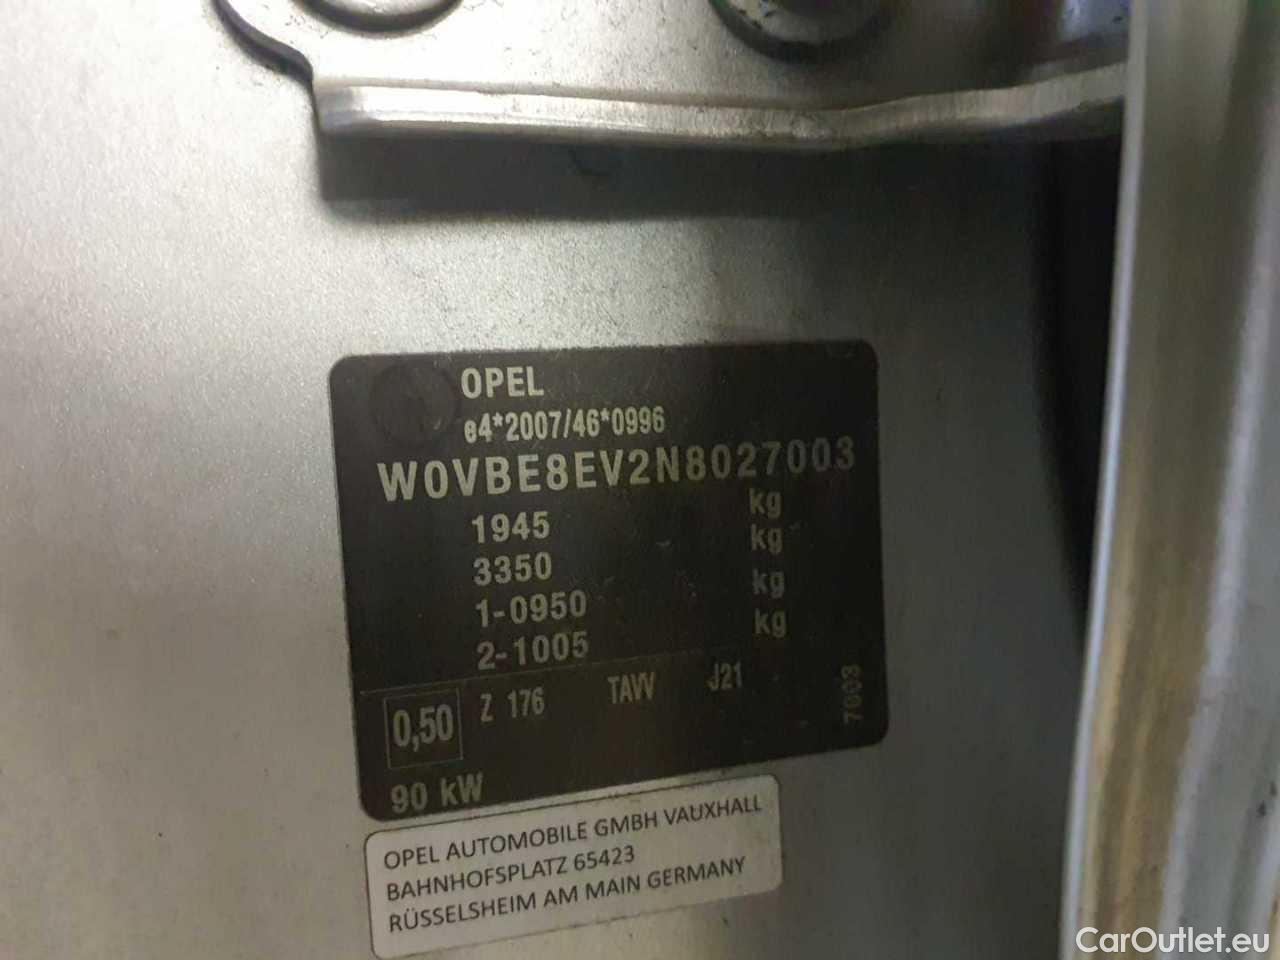 OPEL
e4*2007/46*0996
W0VBE8EV2N8027003
1945 kg
3350 kg
1-0950 kg
2-1005 kg
0,50 Z 176 TAVV J21
7003
90 kW
OPEL AUTOMOBILE GMBH VAUXHALL
BAHNHOFSPLATZ 65423
RÜSSELSHEIM AM MAIN GERMANY
CarOutlet.eu